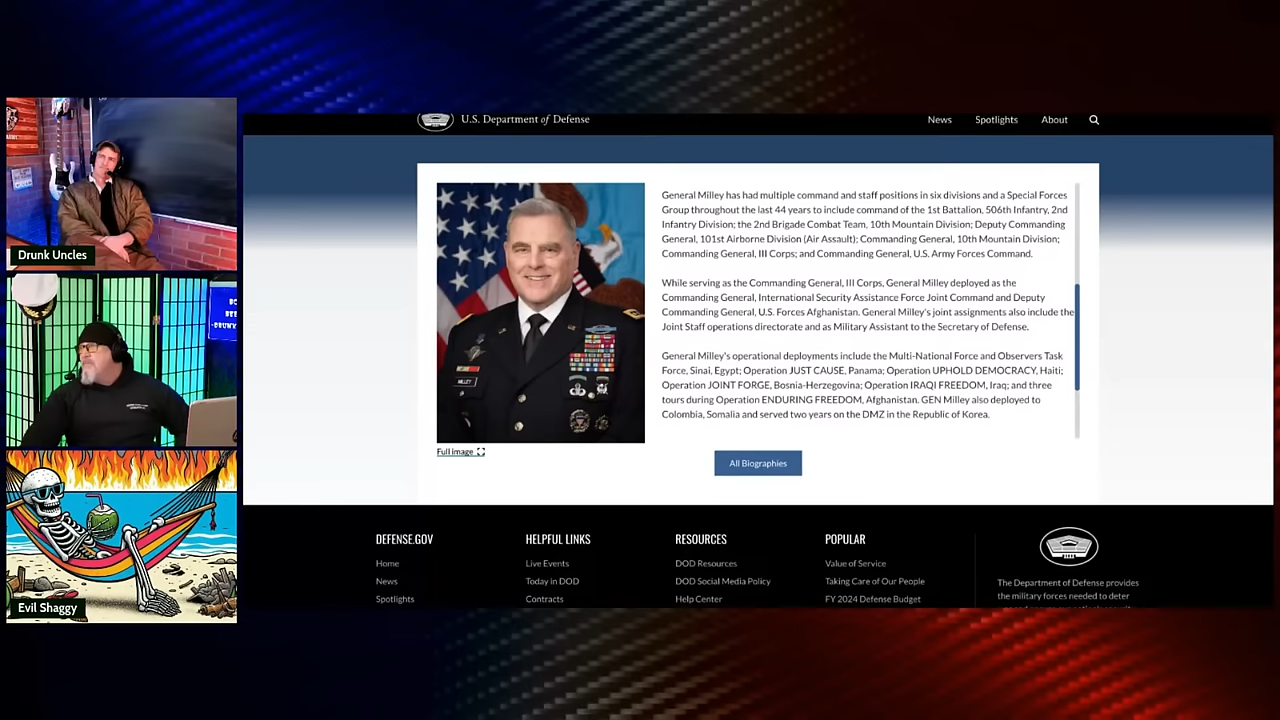 U.S. Department of Defense
News
Spotlights
About
General Milley has had multiple command and staff positions in six divisions and a Special Forces
Group throughout the last 44 years to include command of the 1st Battalion, 506th Infantry, 2nd
Infantry Division; the 2nd Brigade Combat Team, 10th Mountain Division; Deputy Commanding
General, 101st Airborne Division (Air Assault); Commanding General, 10th Mountain Division;
Commanding General, III Corps; and Commanding General, U.S. Army Forces Command.
While serving as the Commanding General, III Corps, General Milley deployed as the
Commanding General, International Security Assistance Force Joint Command and Deputy
Commanding General, U.S. Forces Afghanistan. General Milley's joint assignments also include the
Joint Staff operations directorate and as Military Assistant to the Secretary of Defense.
General Milley's operational deployments include the Multi-National Force and Observers Task
Force, Sinai, Egypt; Operation JUST CAUSE, Panama; Operation UPHOLD DEMOCRACY, Haiti;
Operation JOINT FORGE, Bosnia-Herzegovina; Operation IRAQI FREEDOM, Iraq; and three
tours during Operation ENDURING FREEDOM, Afghanistan. GEN Milley also deployed to
Colombia, Somalia and served two years on the DMZ in the Republic of Korea.
MILLEY
Full image
All Biographies
Drunk Uncles
Evil Shaggy
DEFENSE.GOV
Home
News
Spotlights
HELPFUL LINKS
Live Events
Today in DOD
Contracts
RESOURCES
DOD Resources
DOD Social Media Policy
Help Center
POPULAR
Value of Service
Taking Care of Our People
FY 2024 Defense Budget
The Department of Defense provides
the military forces needed to deter